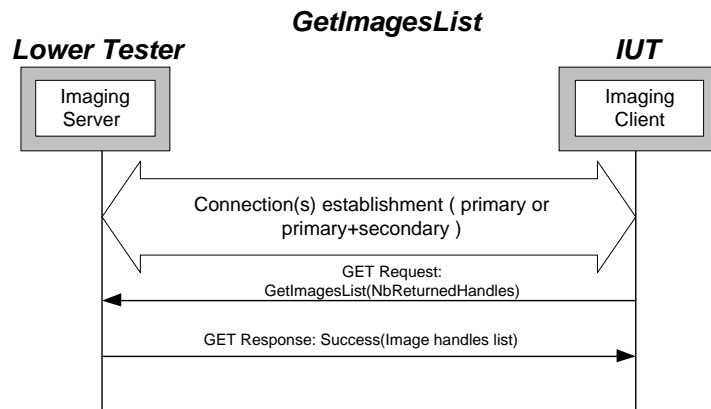 GetImagesList
Lower Tester
IUT
Imaging
Server
Imaging
Client
Connection(s) establishment ( primary or
primary+secondary )
GET Request:
GetImagesList(NbReturnedHandles)
GET Response: Success(Image handles list)